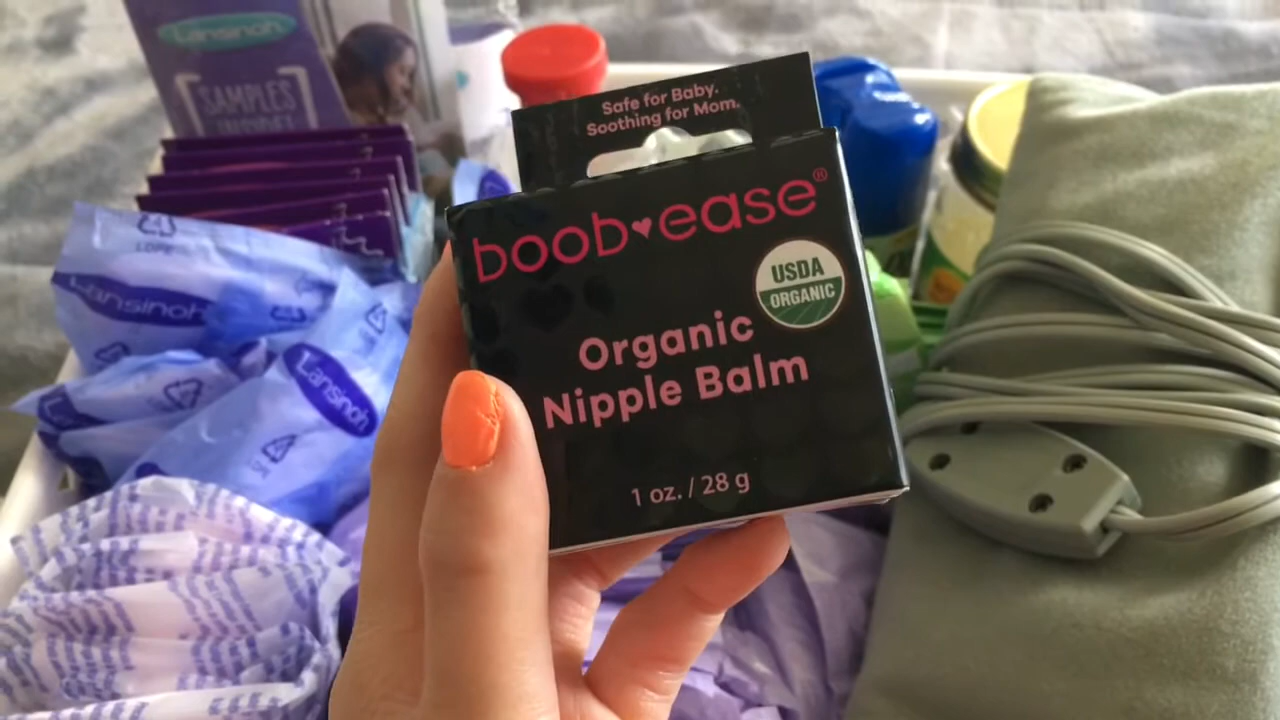 Lansinoh
SAMPLES
Safe for Baby.
Soothing for Mom.
boob ease®
USDA
ORGANIC
Organic
Nipple Balm
1 oz. / 28 g
LDPE
Lansinoh
Lansinoh